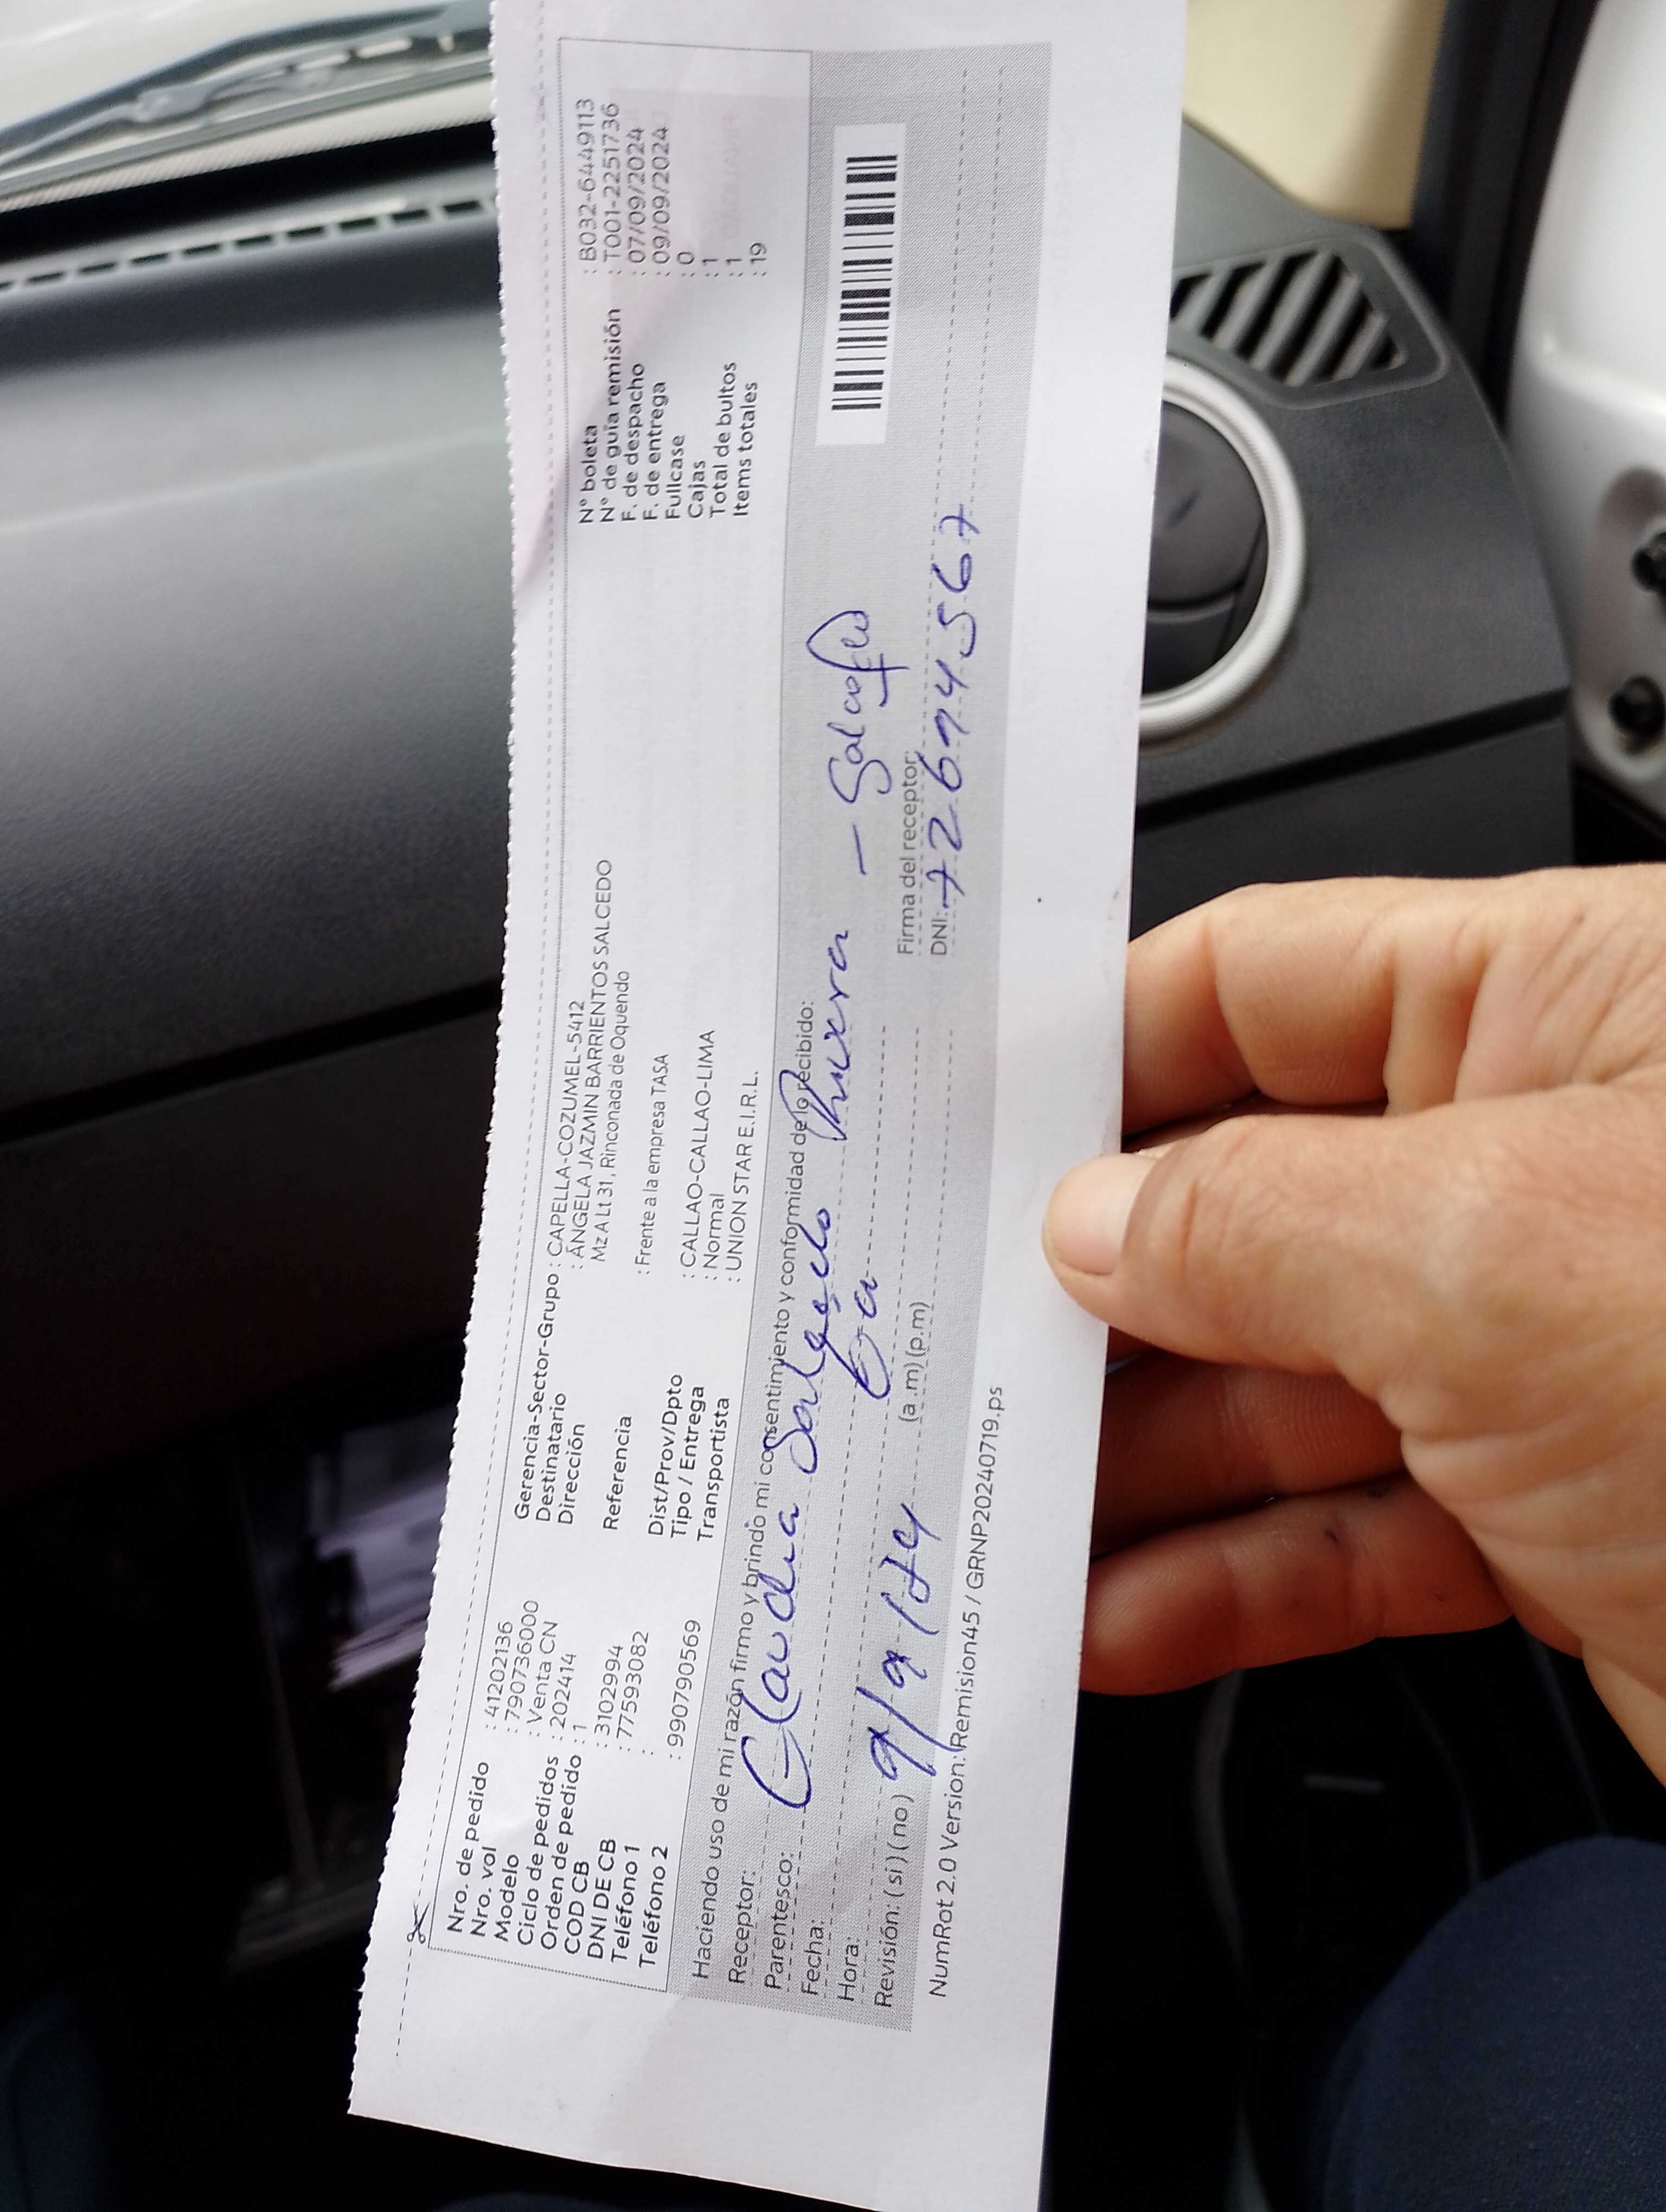 Nro. de pedido : 41202136
Nro. vol : 790736000
Modelo : Venta CN
Ciclo de pedidos : 202414
Orden de pedido : 1
COD CB : 3102994
DNI DE CB : 77593082
Teléfono 1 :
Teléfono 2 : 990790569
Gerencia-Sector-Grupo : CAPELLA-COZUMEL-5412
Destinatario : ÁNGELA JAZMIN BARRIENTOS SALCEDO
Dirección Mz A Lt 31, Rinconada de Oquendo
Referencia : Frente a la empresa TASA
Dist/Prov/Dpto : CALLAO-CALLAO-LIMA
Tipo / Entrega : Normal
Transportista : UNION STAR E.I.R.L.
N° boleta : B032-6449113
N° de guía remisión : T001-2251736
F. de despacho : 07/09/2024
F. de entrega : 09/09/2024
Fullcase : 0
Cajas : 1
Total de bultos : 1
Items totales : 19
Haciendo uso de mi razón firmo y brindo mi consentimiento y conformidad de lo recibido:
Receptor: Claudia
Parentesco:
Fecha: 9/9/24
Hora: (a.m) (p.m)
Revisión: (si) (no)
Firma del receptor:
DNI:
NumRot 2.0 Version: Remision45 / GRNP20240719.ps